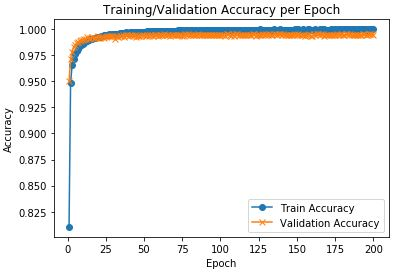 Training/Validation Accuracy per Epoch
1.000
0.975
0.950
0.925
0.900
0.875
0.850
0.825
Accuracy
Train Accuracy
Validation Accuracy
0 25 50 75 100 125 150 175 200
Epoch